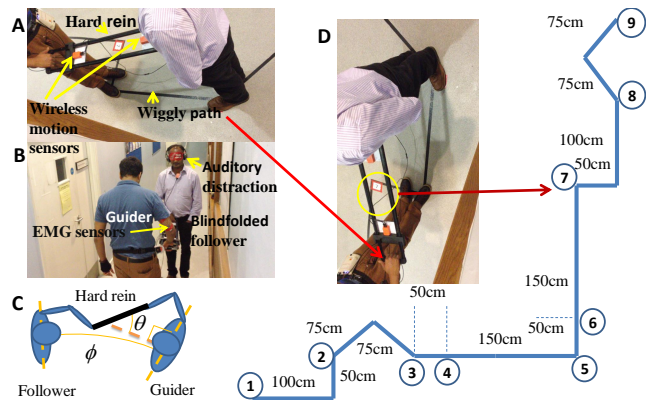 A
Hard rein
Wireless
motion
sensors
Wiggly path
B
Auditory
distraction
Guider
EMG sensors
Blindfolded
follower
C
Hard rein
θ
ϕ
Follower
Guider
D
1
100cm
50cm
2
75cm
75cm
3
50cm
4
150cm
5
50cm
6
150cm
7
50cm
100cm
8
75cm
75cm
9